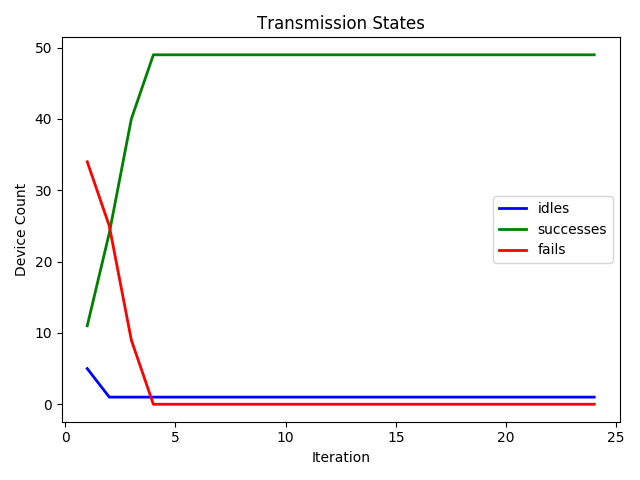 Transmission States
Device Count
50
40
30
20
10
0
idles
successes
fails
0 5 10 15 20 25
Iteration